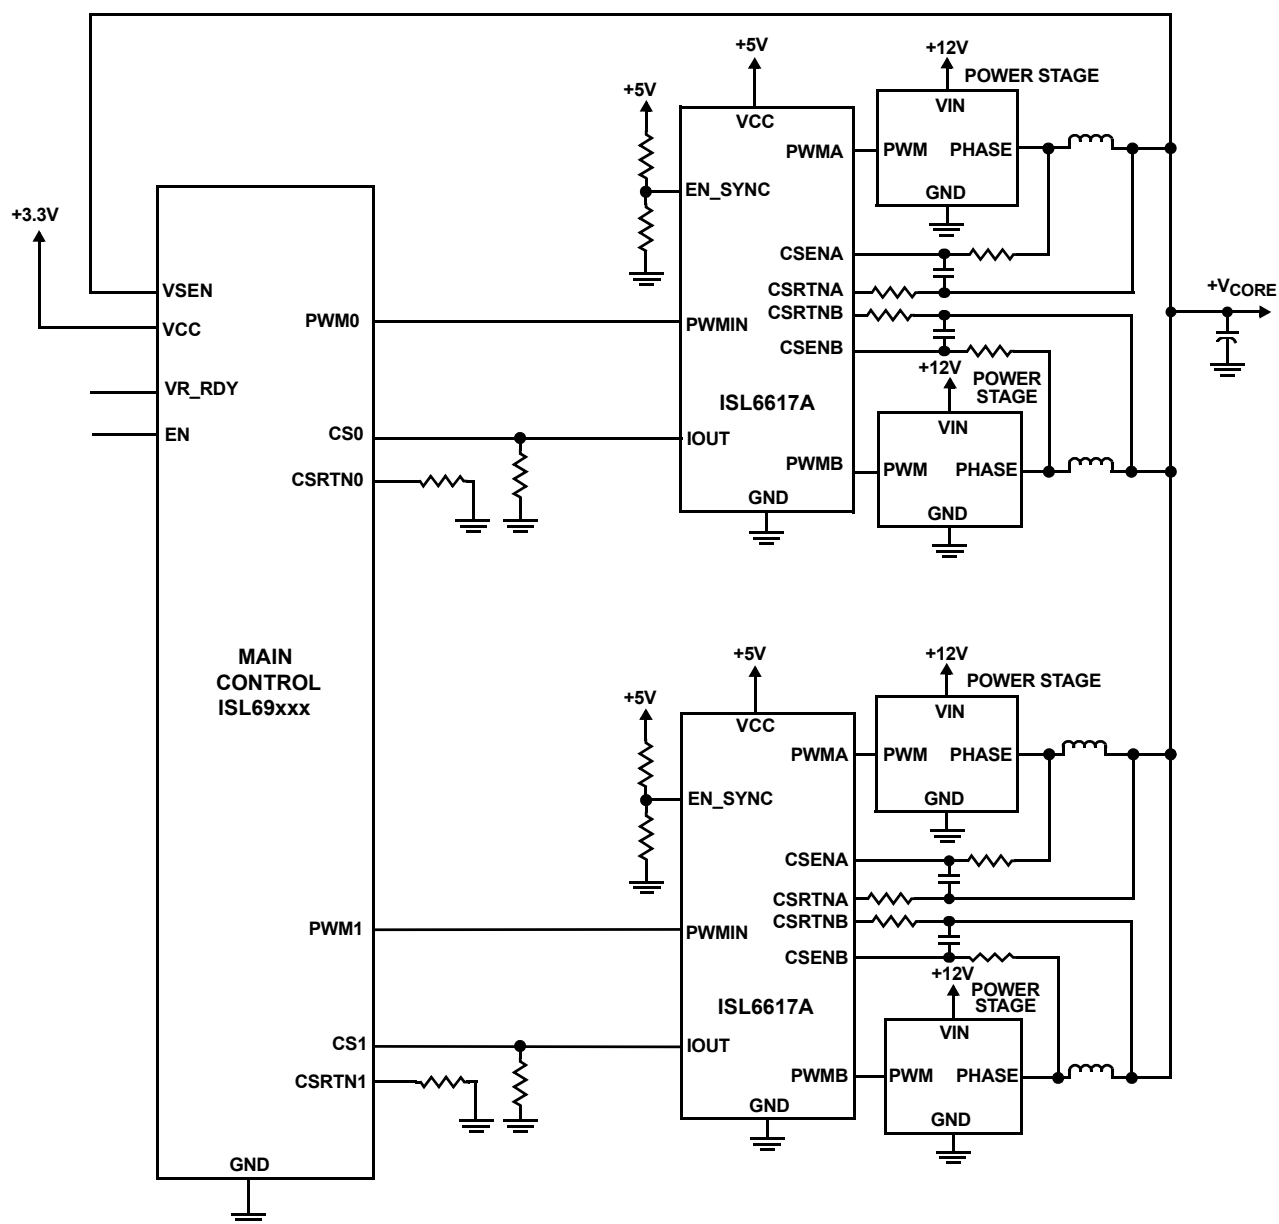 +5V
+12V
POWER STAGE
+5V
VCC
VIN
PWMA
PWM
PHASE
EN_SYNC
GND
+3.3V
CSENA
VSEN
CSRTNA
+VCORE
PWM0
PWMIN
CSRTNB
VCC
CSENB
+12V
POWER
STAGE
VR_RDY
ISL6617A
VIN
EN
CS0
IOUT
PWMB
PWM
PHASE
CSRTN0
GND
GND
MAIN
CONTROL
ISL69xxx
+5V
+12V
POWER STAGE
+5V
VCC
VIN
PWMA
PWM
PHASE
EN_SYNC
GND
CSENA
CSRTNA
CSRTNB
PWM1
PWMIN
CSENB
+12V
POWER
STAGE
ISL6617A
VIN
CS1
IOUT
PWMB
PWM
PHASE
CSRTN1
GND
GND
GND